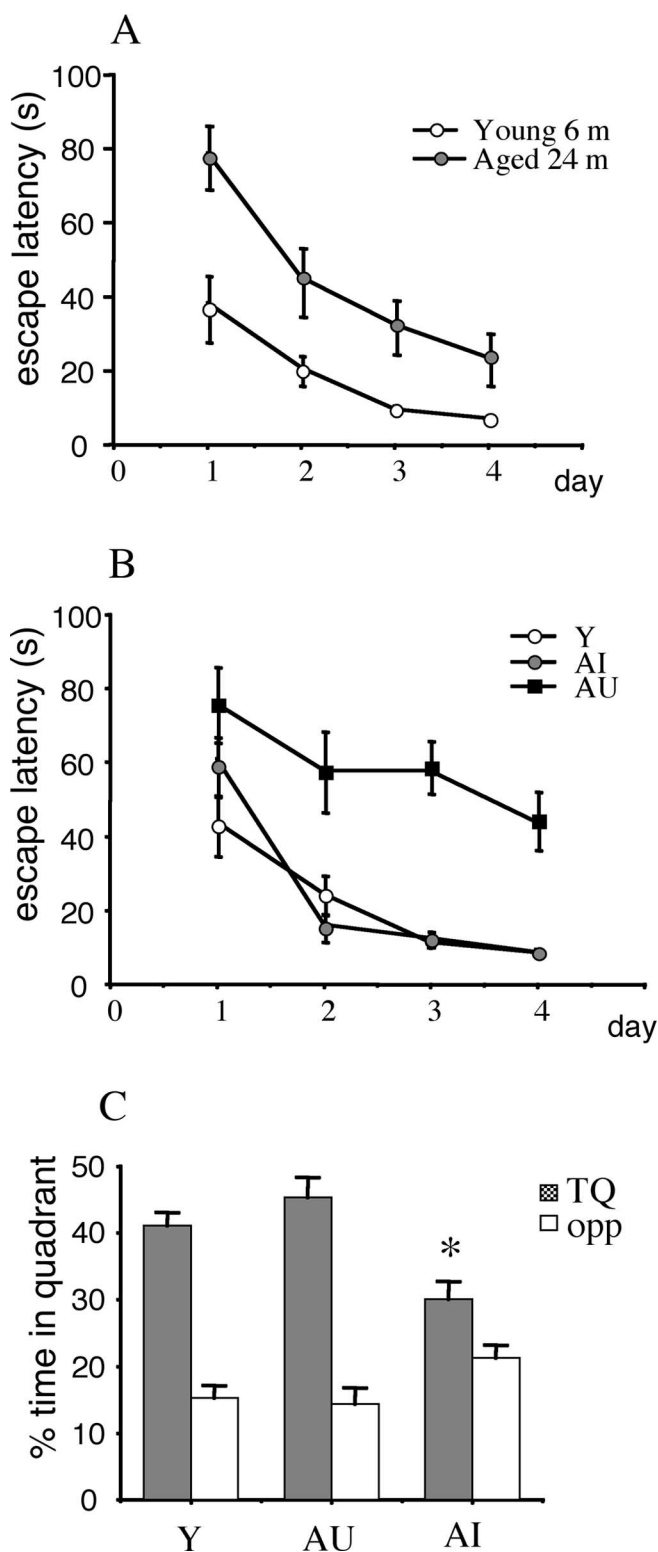 A
escape latency (s)
100
80
60
40
20
0
Young 6 m
Aged 24 m
0 1 2 3 4
day
B
escape latency (s)
100
80
60
40
20
0
Y
AI
AU
0 1 2 3 4
day
C
% time in quadrant
50
40
30
20
10
0
TQ
opp
*
Y AU AI